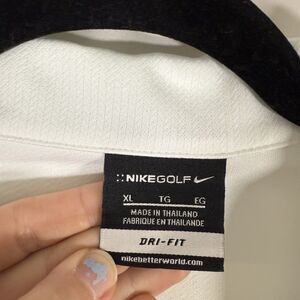 NIKEGOLF
XL TG EG
MADE IN THAILAND
FABRIQUE EN THAILANDE
DRI-FIT
nikebetterworld.com